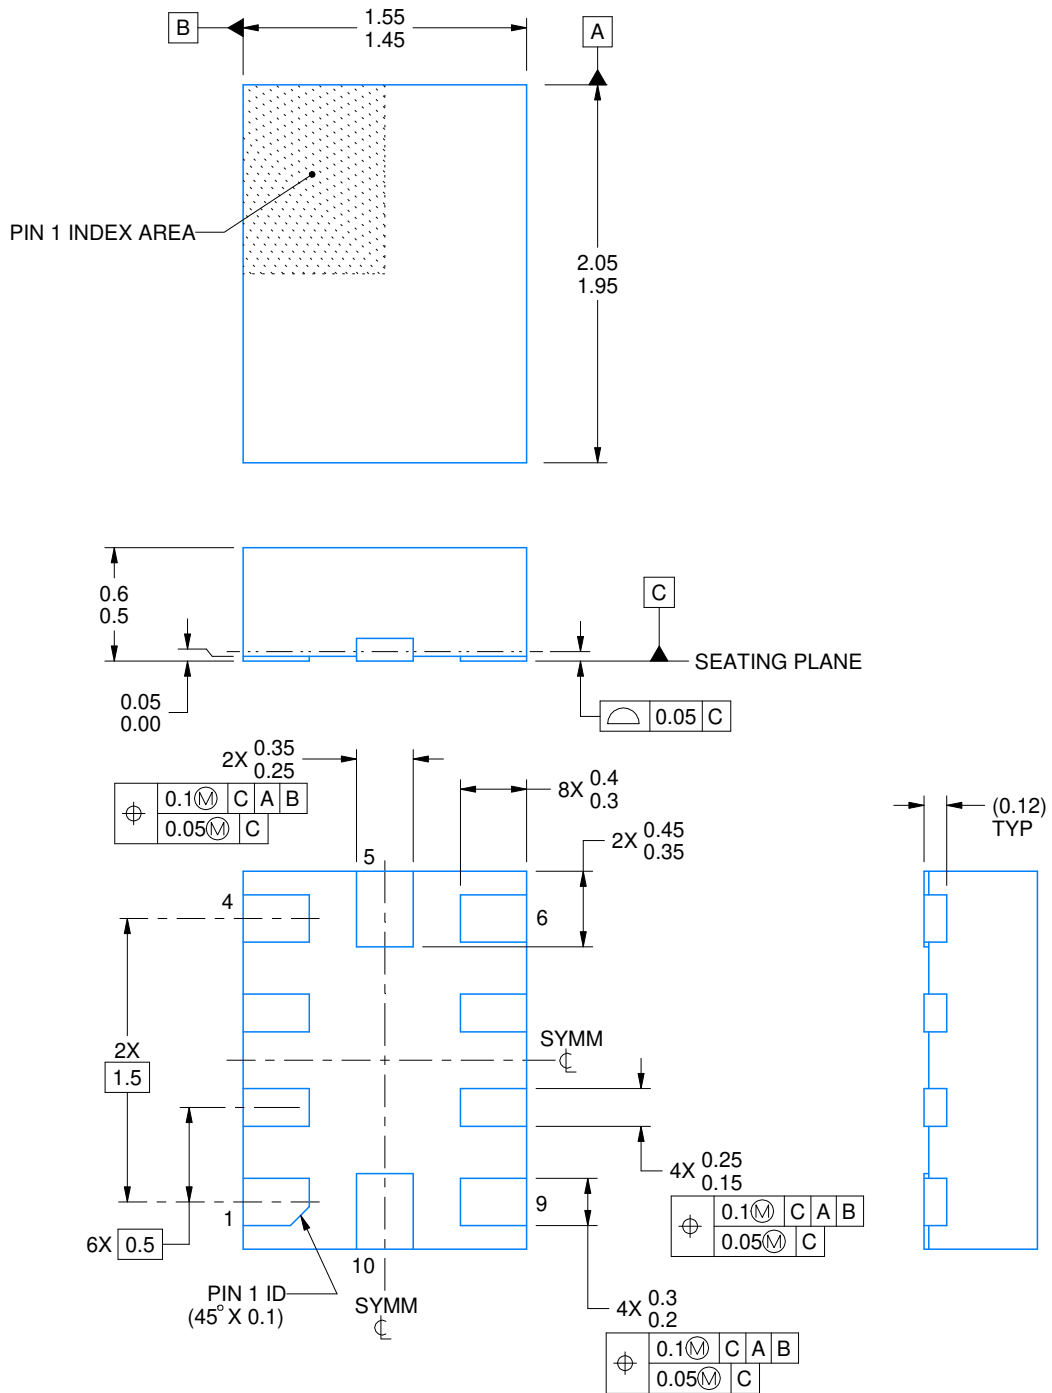 B
1.55
1.45
A
PIN 1 INDEX AREA
2.05
1.95
0.6
0.5
C
SEATING PLANE
0.05
0.00
0.05 C
2X 0.35
0.25
0.1Ⓜ C A B
0.05Ⓜ C
8X 0.4
0.3
(0.12)
TYP
2X 0.45
0.35
5
4
6
SYMM
2X
1.5
4X 0.25
0.15
0.1Ⓜ C A B
0.05Ⓜ C
1
9
6X 0.5
10
PIN 1 ID
(45° X 0.1)
SYMM
4X 0.3
0.2
0.1Ⓜ C A B
0.05Ⓜ C